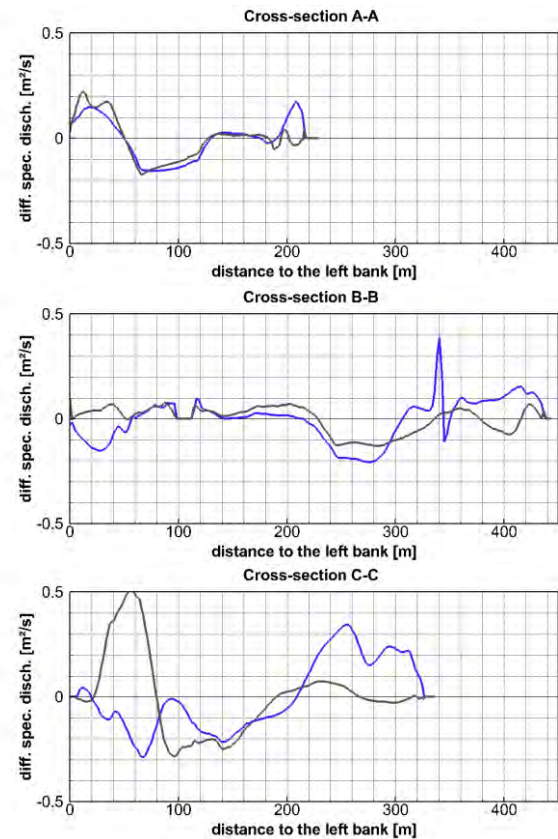 Cross-section A-A
0.5
diff. spec. disch. [m²/s]
0
-0.5
0 100 200 300 400
distance to the left bank [m]
Cross-section B-B
0.5
diff. spec. disch. [m²/s]
0
-0.5
0 100 200 300 400
distance to the left bank [m]
Cross-section C-C
0.5
diff. spec. disch. [m²/s]
0
-0.5
0 100 200 300 400
distance to the left bank [m]